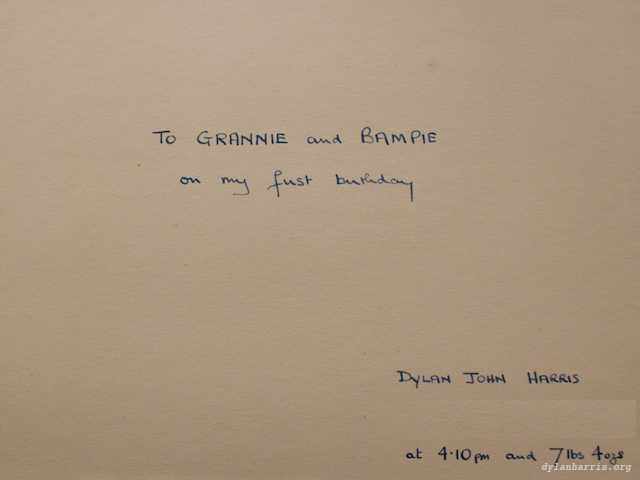 To GRANNIE and BAMPIE
on my first birthday
DYLAN JOHN HARRIS
at 4·10pm and 7lbs 4ozs
dylanharris.org